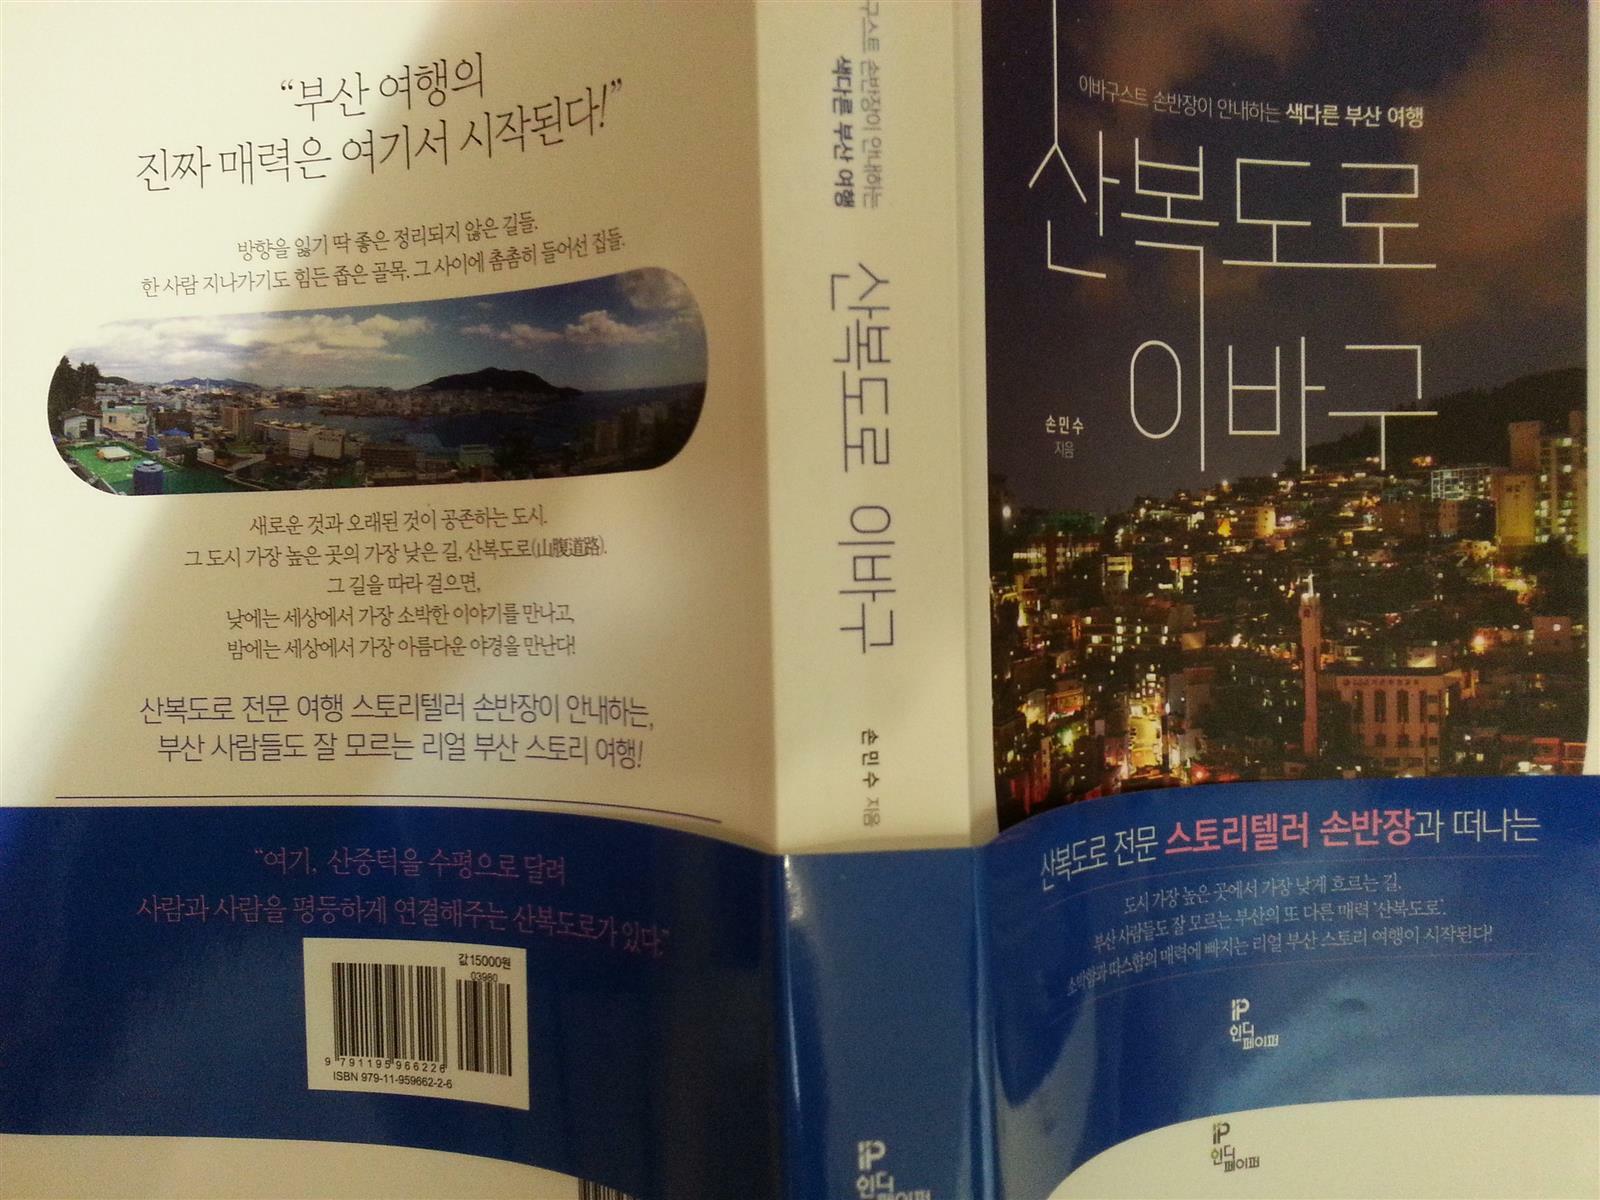 “부산 여행의
진짜 매력은 여기서 시작된다!”
방향을 잃기 딱 좋은 정리되지 않은 길들.
한 사람 지나가기도 힘든 좁은 골목. 그 사이에 촘촘히 들어선 집들.
새로운 것과 오래된 것이 공존하는 도시.
그 도시 가장 높은 곳의 가장 낮은 길, 산복도로(山腹道路).
그 길을 따라 걸으면,
낮에는 세상에서 가장 소박한 이야기를 만나고,
밤에는 세상에서 가장 아름다운 야경을 만난다!
산복도로 전문 여행 스토리텔러 손반장이 안내하는,
부산 사람들도 잘 모르는 리얼 부산 스토리 여행!
“여기, 산중턱을 수평으로 달려
사람과 사람을 평등하게 연결해주는 산복도로가 있다.”
값 15000원
03980
9 791195 966226
ISBN 979-11-959662-2-6
구스트 손반장이 안내하는
색다른 부산 여행
산복도로 이바구
손민수 지음
IP
인디
페이퍼
이바구스트 손반장이 안내하는 색다른 부산 여행
산복도로
이바구
손민수
지음
산복도로 전문 스토리텔러 손반장과 떠나는
도시 가장 높은 곳에서 가장 낮게 흐르는 길,
부산 사람들도 잘 모르는 부산의 또 다른 매력 '산복도로'.
소박함과 따스함의 매력에 빠지는 리얼 부산 스토리 여행이 시작된다!
IP
인디
페이퍼
IP
인디
페이퍼